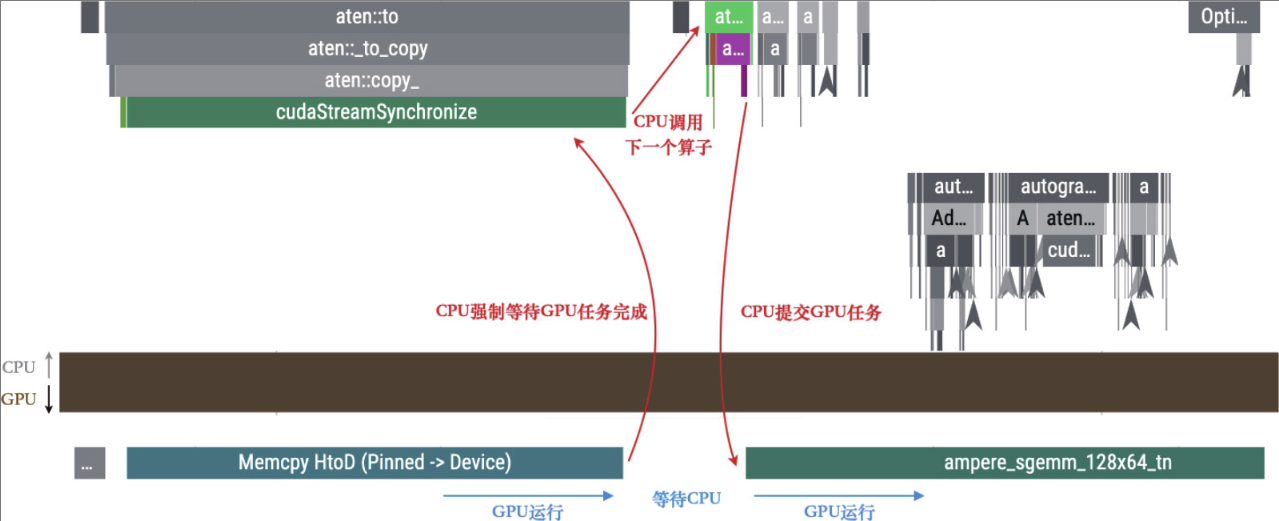 aten::to
at...
a...
a
Opti...
aten::_to_copy
a...
a
aten::copy_
cudaStreamSynchronize
CPU调用
下一个算子
aut...
autogra...
a
Ad...
A
aten...
a
cud...
CPU强制等待GPU任务完成
CPU提交GPU任务
CPU
GPU
...
Memcpy HtoD (Pinned -> Device)
ampere_sgemm_128x64_tn
GPU运行
等待CPU
GPU运行